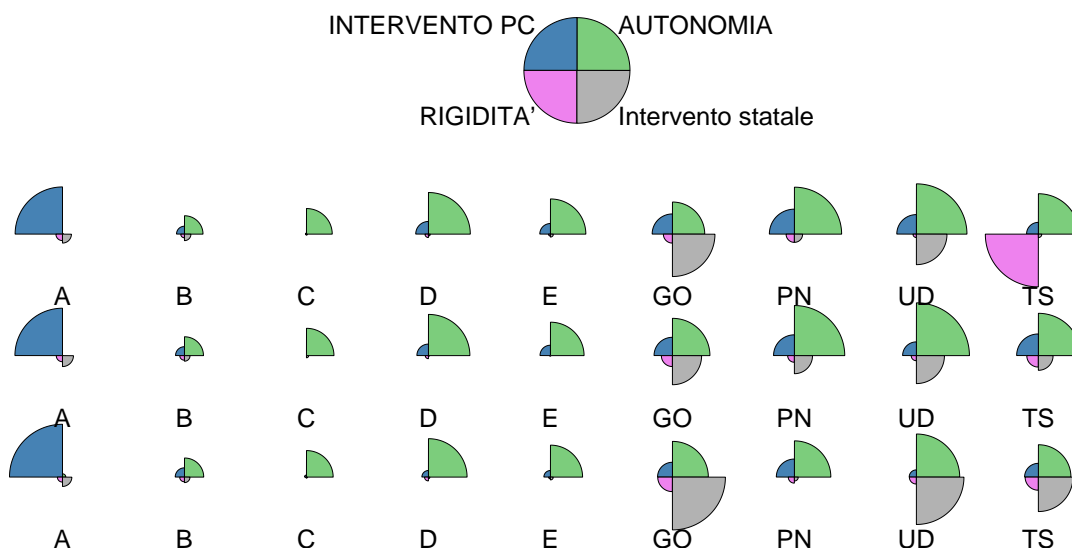 INTERVENTO PC AUTONOMIA
RIGIDITA’ Intervento statale
A B C D E GO PN UD TS
A B C D E GO PN UD TS
A B C D E GO PN UD TS